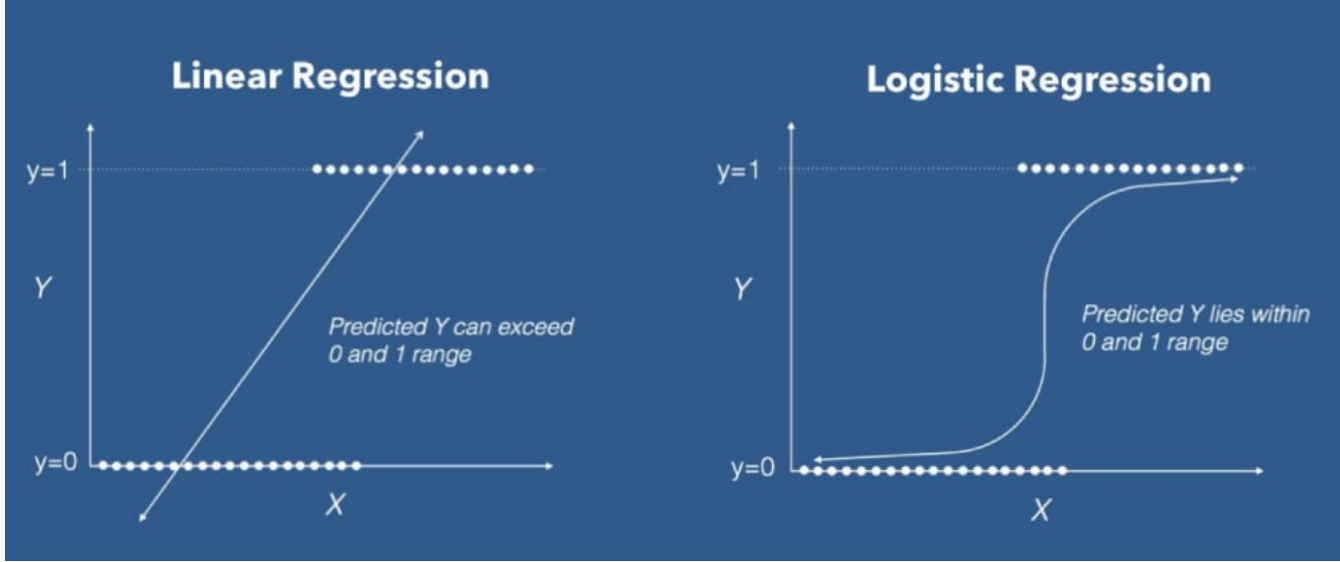 Linear Regression
y=1
Y
Predicted Y can exceed
0 and 1 range
y=0
X
Logistic Regression
y=1
Y
Predicted Y lies within
0 and 1 range
y=0
X